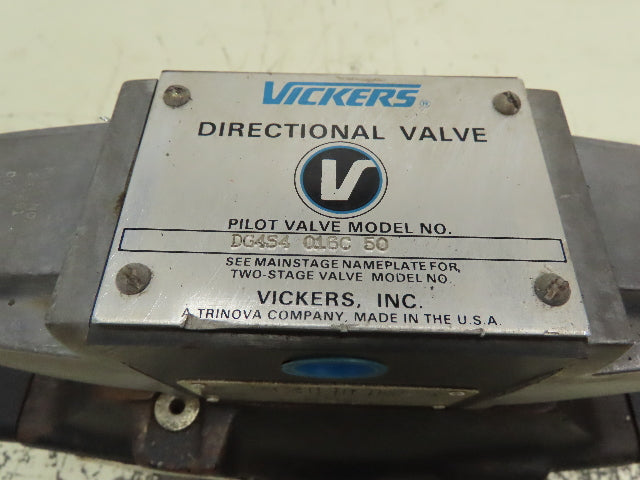 VICKERS®
DIRECTIONAL VALVE
V
PILOT VALVE MODEL NO.
DG4S4 016C 50
SEE MAINSTAGE NAMEPLATE FOR,
TWO-STAGE VALVE MODEL NO.
VICKERS, INC.
A TRINOVA COMPANY, MADE IN THE U.S.A.